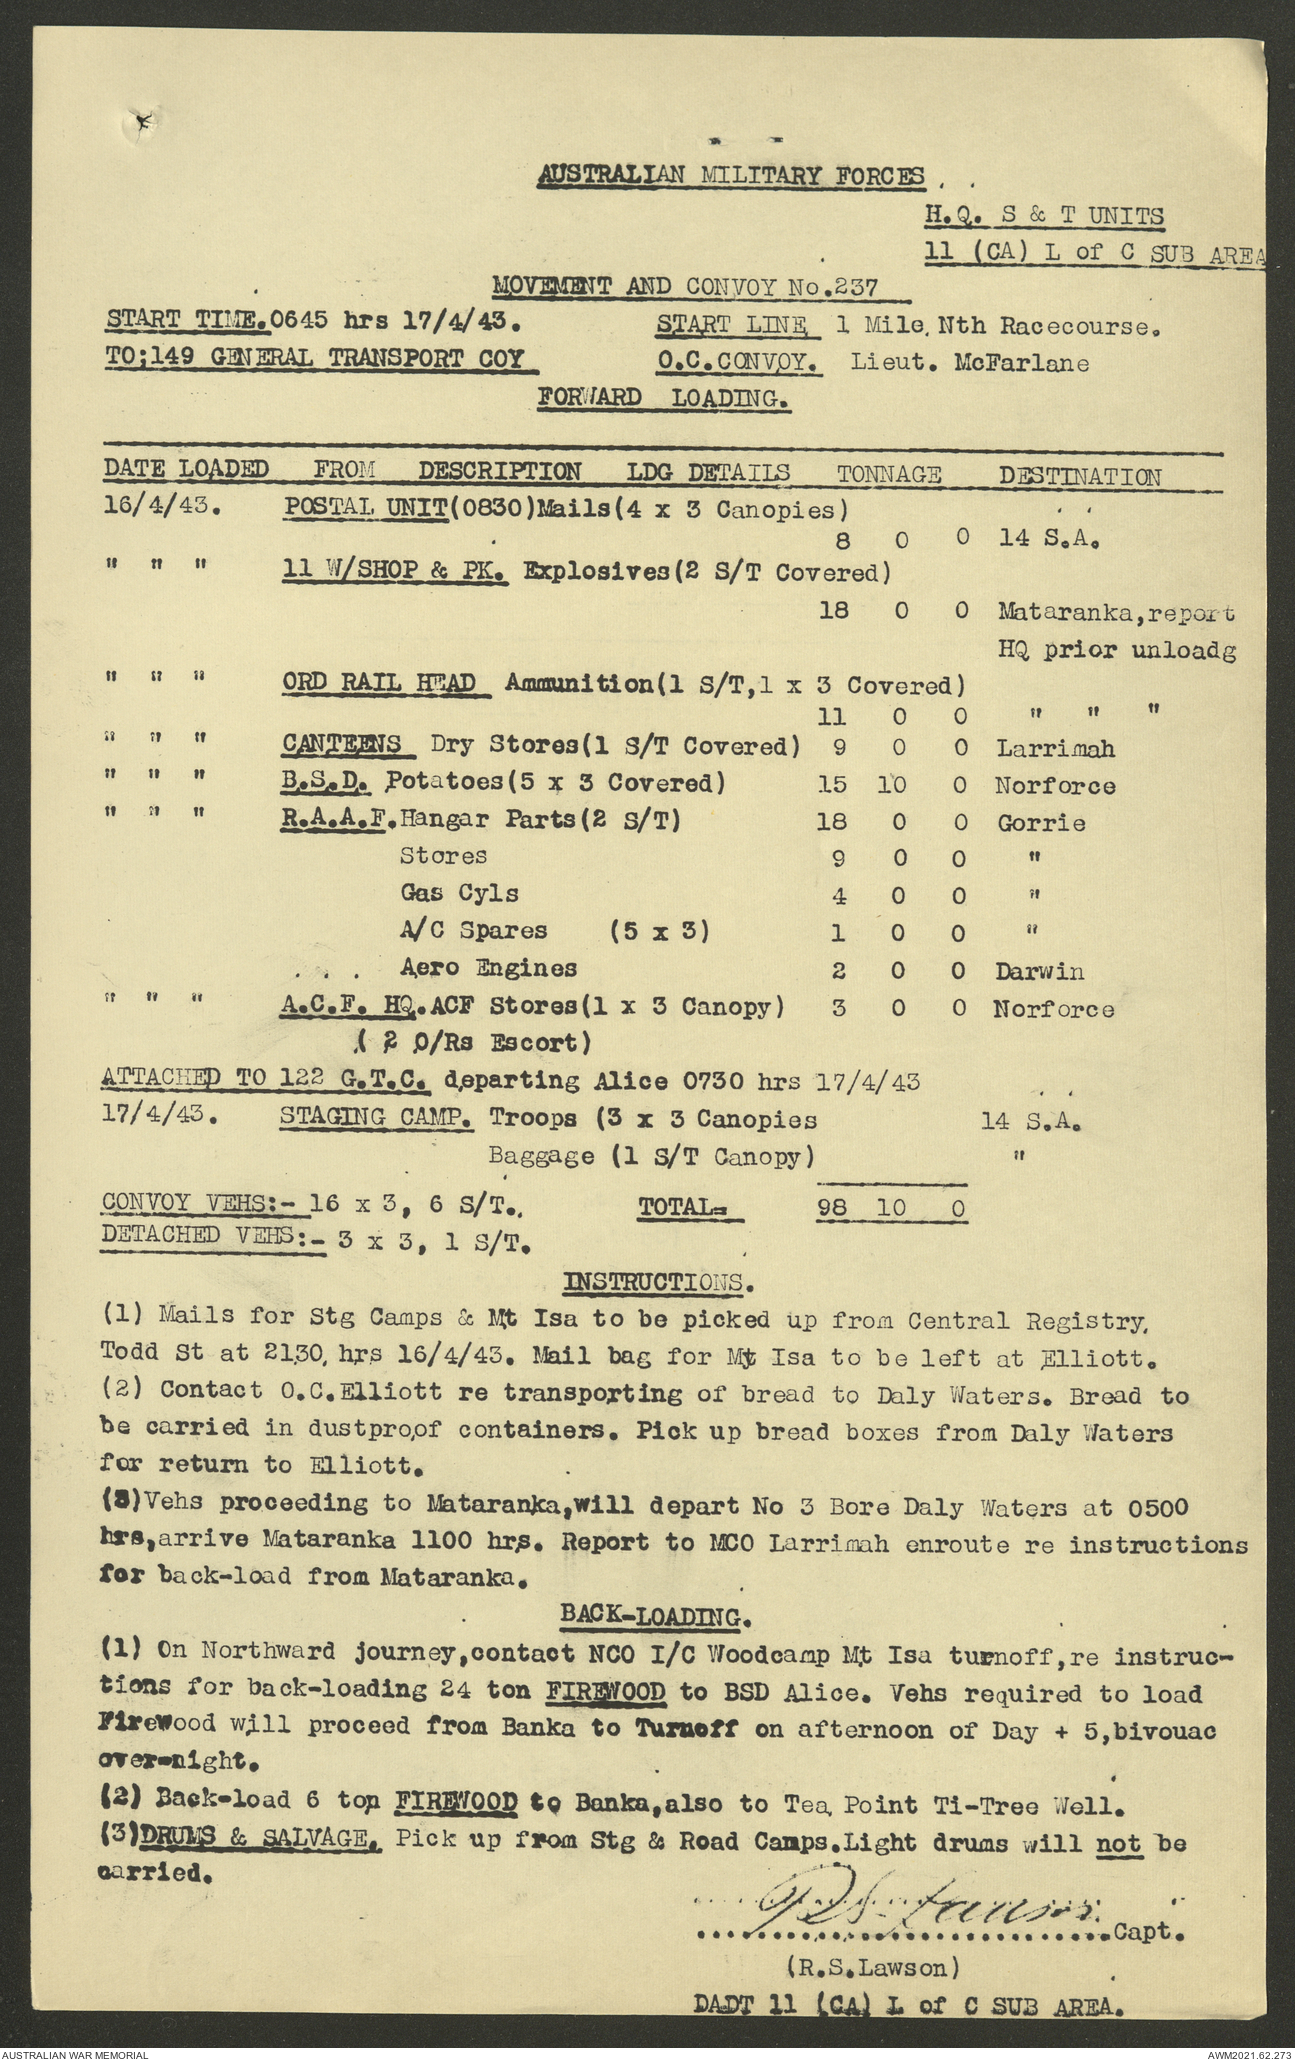 AUSTRALIAN MILITARY FORCES
H.Q. S & T UNITS
11 (CA) L of C SUB AREA
MOVEMENT AND CONVOY No.237
START TIME.0645 hrs 17/4/43. START LINE 1 Mile Nth Racecourse.
TO;149 GENERAL TRANSPORT COY O.C.CONVOY. Lieut. McFarlane
FORWARD LOADING.
DATE LOADED FROM DESCRIPTION LDG DETAILS TONNAGE DESTINATION
16/4/43. POSTAL UNIT(0830)Mails(4 x 3 Canopies)
8 0 0 14 S.A.
" " " 11 W/SHOP & PK. Explosives(2 S/T Covered)
18 0 0 Mataranka,report
HQ prior unloadg
" " " ORD RAIL HEAD Ammunition(1 S/T,1 x 3 Covered)
11 0 0 " " "
" " " CANTEENS Dry Stores(1 S/T Covered) 9 0 0 Larrimah
" " " B.S.D. Potatoes(5 x 3 Covered) 15 10 0 Norforce
" " " R.A.A.F.Hangar Parts(2 S/T) 18 0 0 Gorrie
Stores 9 0 0 "
Gas Cyls 4 0 0 "
A/C Spares (5 x 3) 1 0 0 "
Aero Engines 2 0 0 Darwin
" " " A.C.F. HQ.ACF Stores(1 x 3 Canopy) 3 0 0 Norforce
( 2 O/Rs Escort)
ATTACHED TO 122 G.T.C. departing Alice 0730 hrs 17/4/43
17/4/43. STAGING CAMP. Troops (3 x 3 Canopies 14 S.A.
Baggage (1 S/T Canopy) "
CONVOY VEHS:- 16 x 3, 6 S/T. TOTAL= 98 10 0
DETACHED VEHS:- 3 x 3, 1 S/T.
INSTRUCTIONS.
(1) Mails for Stg Camps & Mt Isa to be picked up from Central Registry,
Todd St at 2130 hrs 16/4/43. Mail bag for Mt Isa to be left at Elliott.
(2) Contact O.C.Elliott re transporting of bread to Daly Waters. Bread to
be carried in dustproof containers. Pick up bread boxes from Daly Waters
for return to Elliott.
(3)Vehs proceeding to Mataranka,will depart No 3 Bore Daly Waters at 0500
hrs,arrive Mataranka 1100 hrs. Report to MCO Larrimah enroute re instructions
for back-load from Mataranka.
BACK-LOADING.
(1) On Northward journey,contact NCO I/C Woodcamp Mt Isa turnoff,re instruc-
tions for back-loading 24 ton FIREWOOD to BSD Alice. Vehs required to load
FireWood will proceed from Banka to Turnoff on afternoon of Day + 5,bivouac
over-night.
(2) Back-load 6 ton FIREWOOD to Banka,also to Tea Point Ti-Tree Well.
(3)DRUMS & SALVAGE. Pick up from Stg & Road Camps.Light drums will not be
carried.
R S Lawson
............................Capt.
(R.S.Lawson)
DADT 11 (CA) L of C SUB AREA.
AUSTRALIAN WAR MEMORIAL AWM2021.62.273